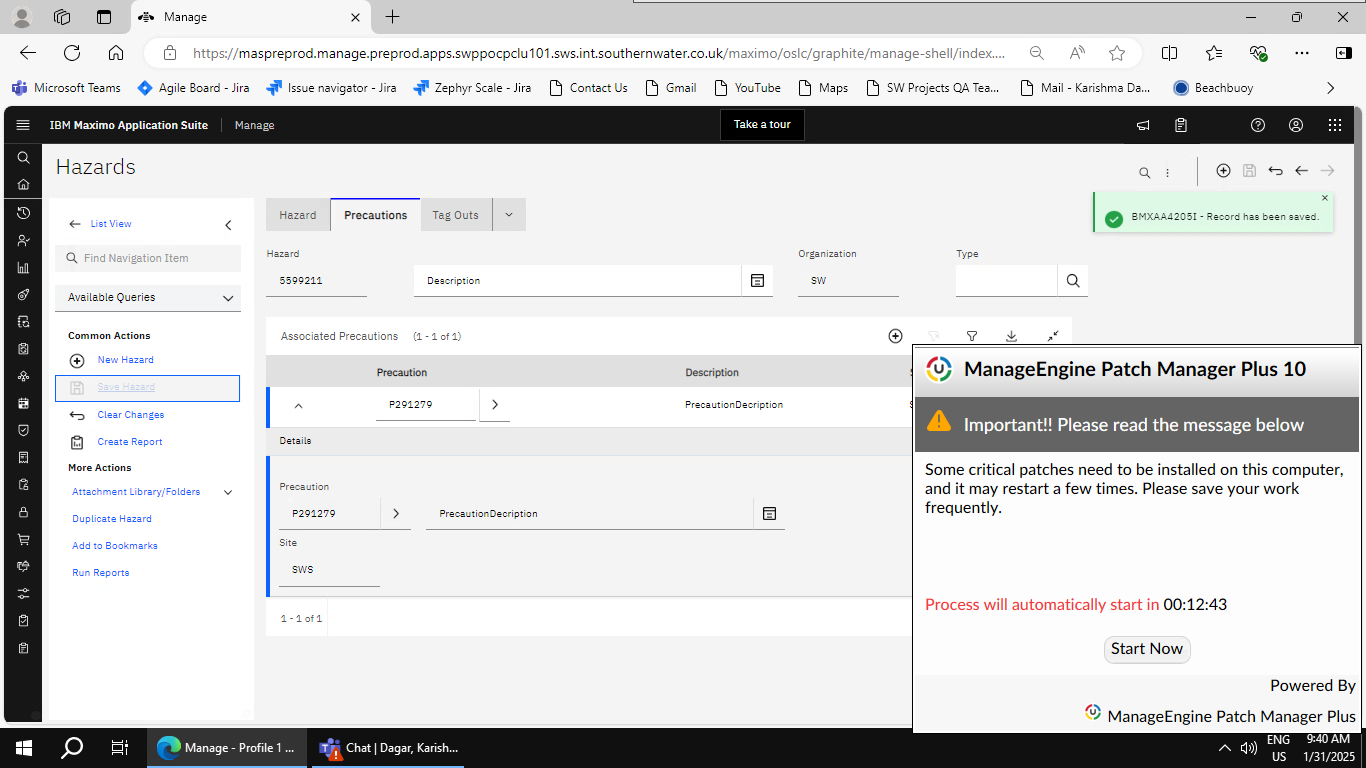 Manage
https://maspreprod.manage.preprod.apps.swppocpclu101.sws.int.southernwater.co.uk/maximo/oslc/graphite/manage-shell/index....
Microsoft Teams
Agile Board - Jira
Issue navigator - Jira
Zephyr Scale - Jira
Contact Us
Gmail
YouTube
Maps
SW Projects QA Tea...
Mail - Karishma Da...
Beachbuoy
IBM Maximo Application Suite
Manage
Take a tour
Hazards
BMXAA4205I - Record has been saved.
List View
Find Navigation Item
Available Queries
Common Actions
New Hazard
Save Hazard
Clear Changes
Create Report
More Actions
Attachment Library/Folders
Duplicate Hazard
Add to Bookmarks
Run Reports
Hazard
Precautions
Tag Outs
Hazard
5599211
Description
Organization
SW
Type
Associated Precautions (1 - 1 of 1)
Precaution
Description
P291279
PrecautionDecription
Details
Precaution
P291279
PrecautionDecription
Site
SWS
1 - 1 of 1
ManageEngine Patch Manager Plus 10
Important!! Please read the message below
Some critical patches need to be installed on this computer,
and it may restart a few times. Please save your work
frequently.
Process will automatically start in 00:12:43
Start Now
Powered By
ManageEngine Patch Manager Plus
Manage - Profile 1 ...
Chat | Dagar, Karish...
ENG
US
9:40 AM
1/31/2025